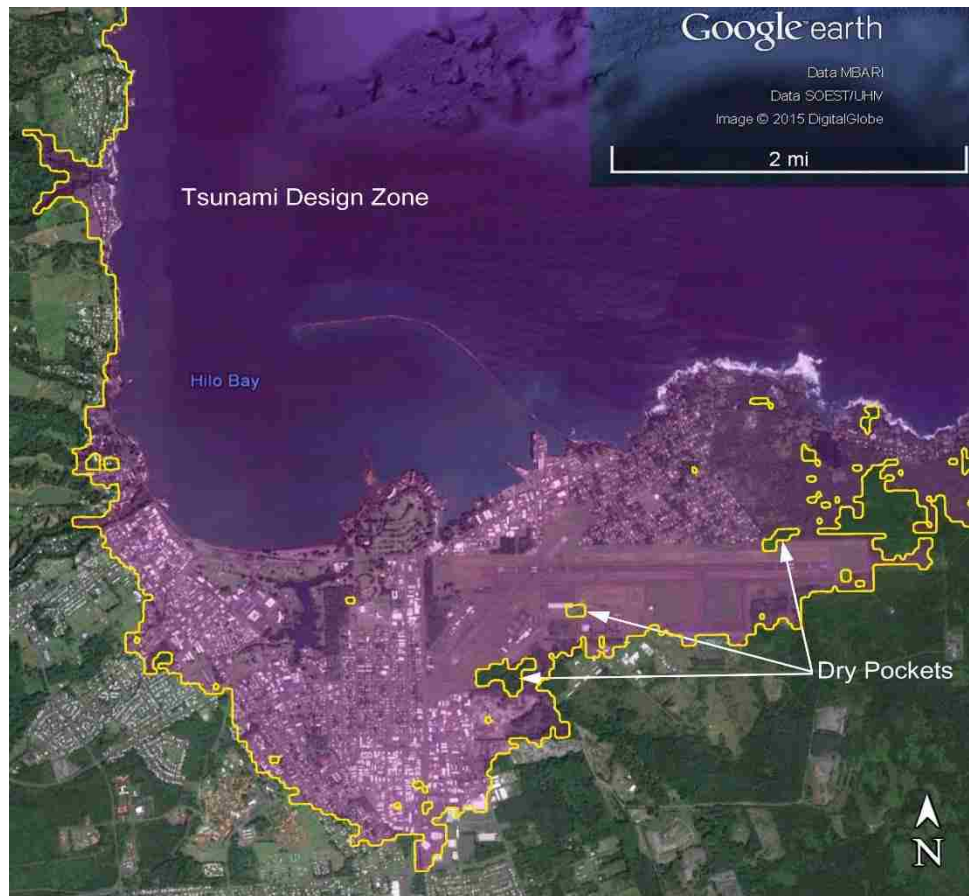 Google earth
Data MBARI
Data SOEST/UHM
Image © 2015 DigitalGlobe
2 mi
Tsunami Design Zone
Hilo Bay
Dry Pockets
N